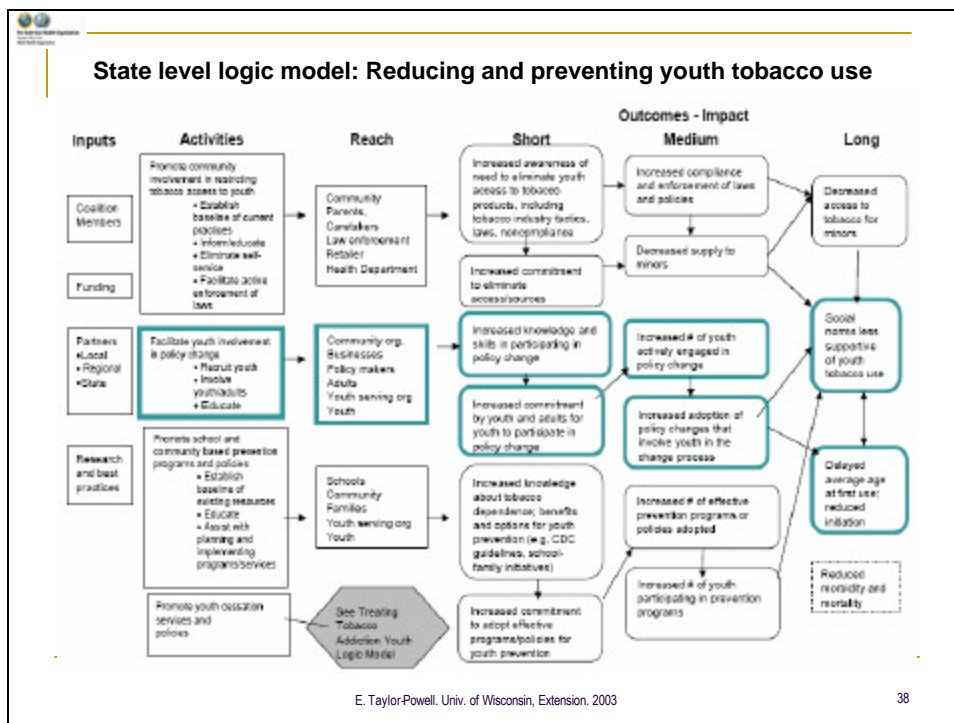 State level logic model: Reducing and preventing youth tobacco use
Outcomes - Impact
Inputs
Activities
Reach
Short
Medium
Long
Coalition
Members
Funding
Partners
•Local
• Regional
•State
Research
and best
practices
Promote community
involvement in restricting
tobacco access to youth
• Establish
baseline of current
practices
• Inform/educate
• Eliminate self-
service
• Facilitate active
enforcement of
laws
Facilitate youth involvement
in policy change
• Recruit youth
• Involve
youth/adults
• Educate
Promote school and
community based prevention
programs and policies
• Establish
baseline of
existing resources
• Educate
• Assist with
planning and
implementing
programs/services
Promote youth cessation
services and
policies
Community
Parents,
Caretakers
Law enforcement
Retailer
Health Department
Community org.
Businesses
Policy makers
Adults
Youth serving org
Youth
Schools
Community
Families
Youth serving org
Youth
See Treating
Tobacco
Addiction Youth
Logic Model
Increased awareness of
need to eliminate youth
access to tobacco
products, including
tobacco industry tactics,
laws, noncompliance
Increased commitment
to eliminate
access/sources
Increased knowledge and
skills in participating in
policy change
Increased commitment
by youth and adults for
youth to participate in
policy change
Increased knowledge
about tobacco
dependence; benefits
and options for youth
prevention (e.g. CDC
guidelines, school-
family initiatives)
Increased commitment
to adopt effective
programs/policies for
youth prevention
Increased compliance
and enforcement of laws
and policies
Decreased supply to
minors
Increased # of youth
actively engaged in
policy change
Increased adoption of
policy changes that
involve youth in the
change process
Increased # of effective
prevention programs or
policies adopted
Increased # of youth
participating in prevention
programs
Decreased
access to
tobacco for
minors
Social
norms less
supportive
of youth
tobacco use
Delayed
average age
at first use;
reduced
initiation
Reduced
morbidity and
mortality
E. Taylor-Powell. Univ. of Wisconsin, Extension. 2003
38